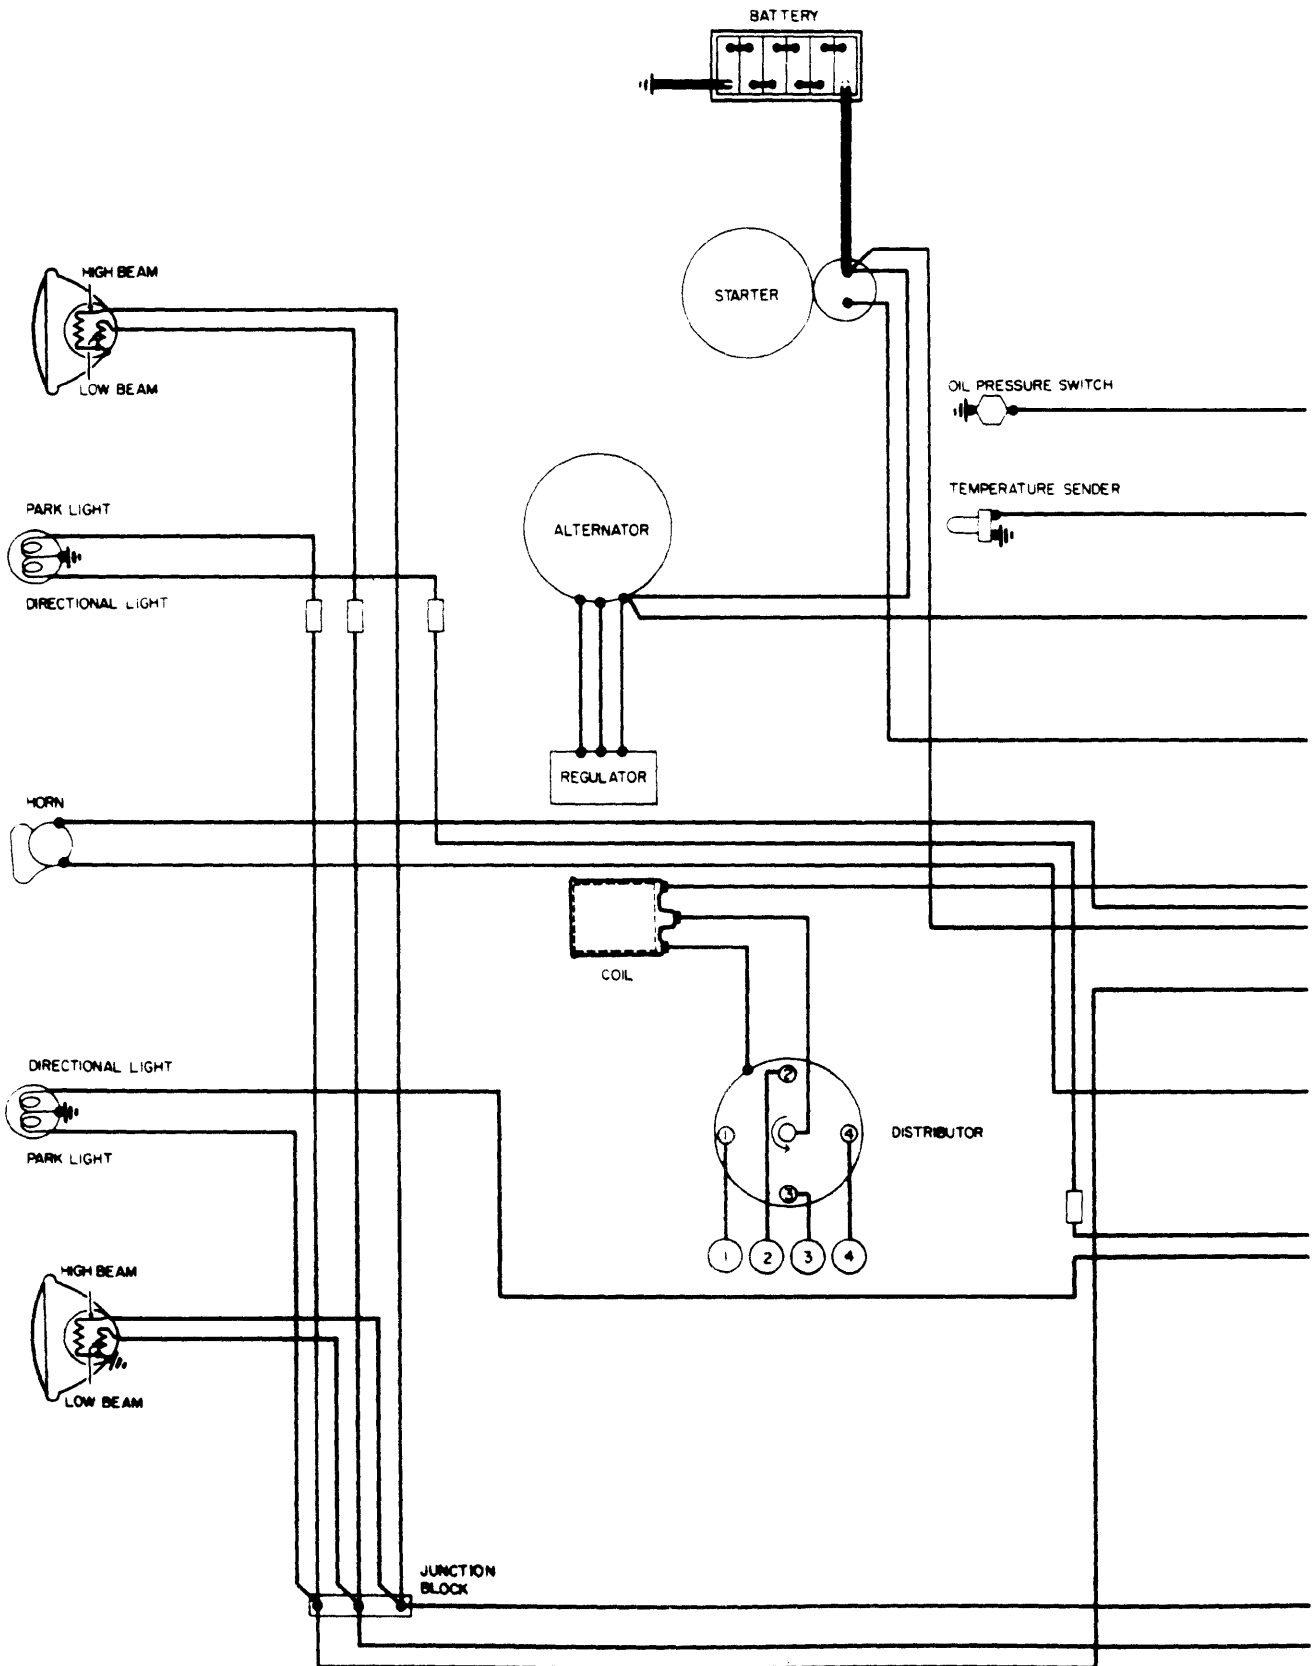 BATTERY
HIGH BEAM
STARTER
LOW BEAM
OIL PRESSURE SWITCH
TEMPERATURE SENDER
PARK LIGHT
ALTERNATOR
DIRECTIONAL LIGHT
REGULATOR
HORN
COIL
DIRECTIONAL LIGHT
2
1
4
DISTRIBUTOR
PARK LIGHT
3
1
2
3
4
HIGH BEAM
LOW BEAM
JUNCTION
BLOCK